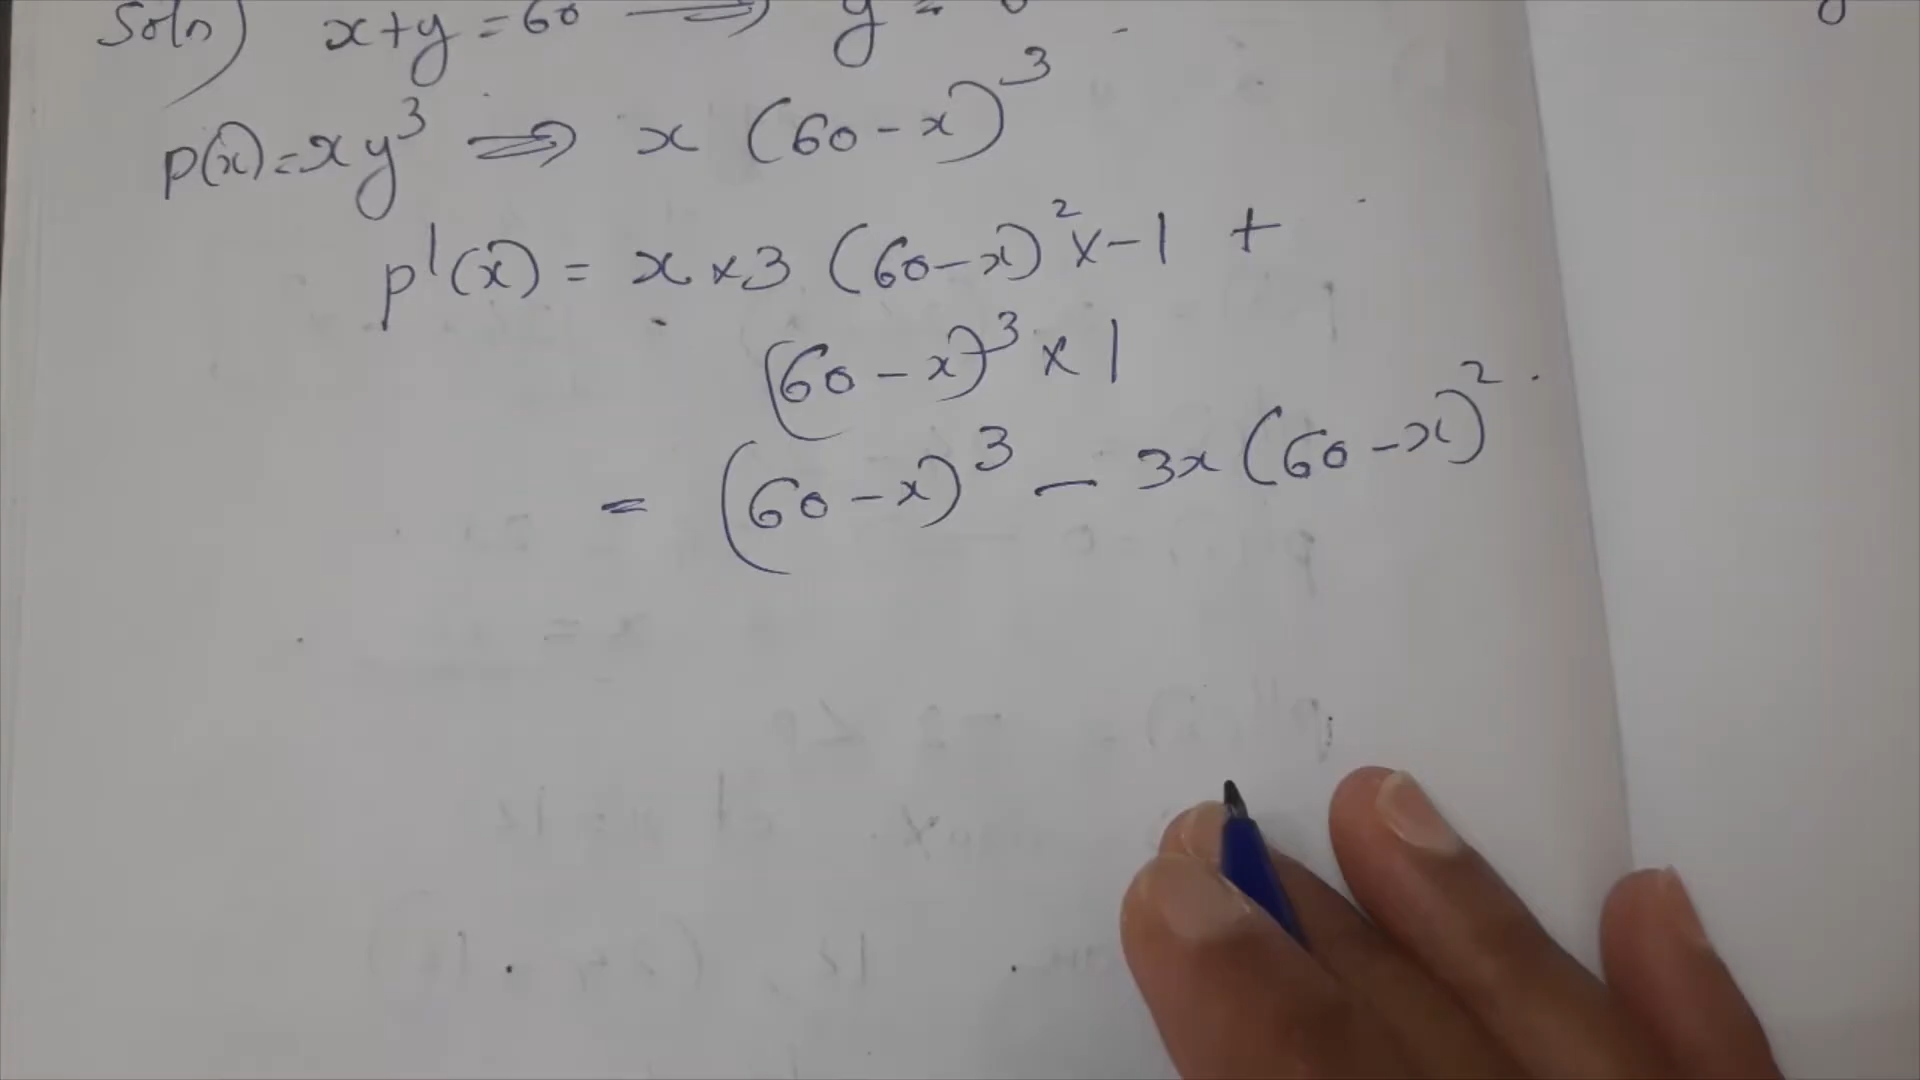 Soln) x+y=60 ⟹ y =
p(x)=xy³ ⟹ x (60-x)³
p'(x) = x×3 (60-x)²×-1 +
(60-x)³ × 1
= (60-x)³ - 3x(60-x)²